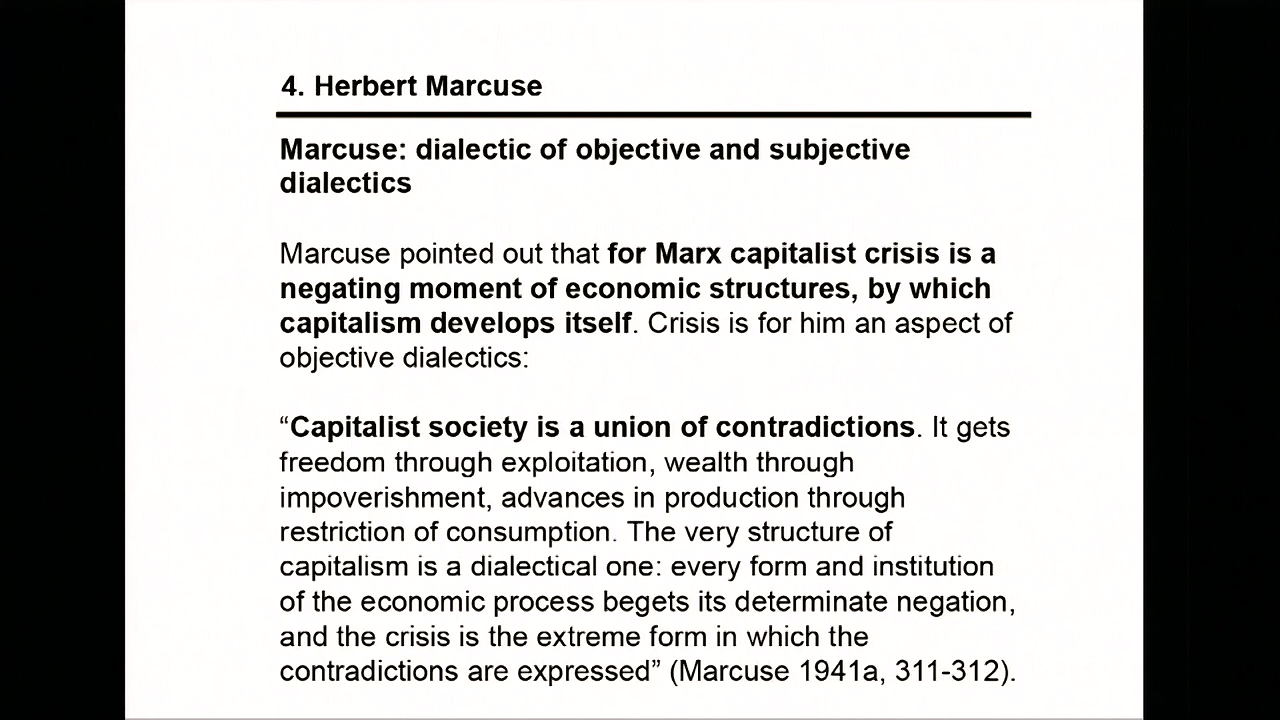 4. Herbert Marcuse
Marcuse: dialectic of objective and subjective
dialectics
Marcuse pointed out that for Marx capitalist crisis is a
negating moment of economic structures, by which
capitalism develops itself. Crisis is for him an aspect of
objective dialectics:
“Capitalist society is a union of contradictions. It gets
freedom through exploitation, wealth through
impoverishment, advances in production through
restriction of consumption. The very structure of
capitalism is a dialectical one: every form and institution
of the economic process begets its determinate negation,
and the crisis is the extreme form in which the
contradictions are expressed” (Marcuse 1941a, 311-312).